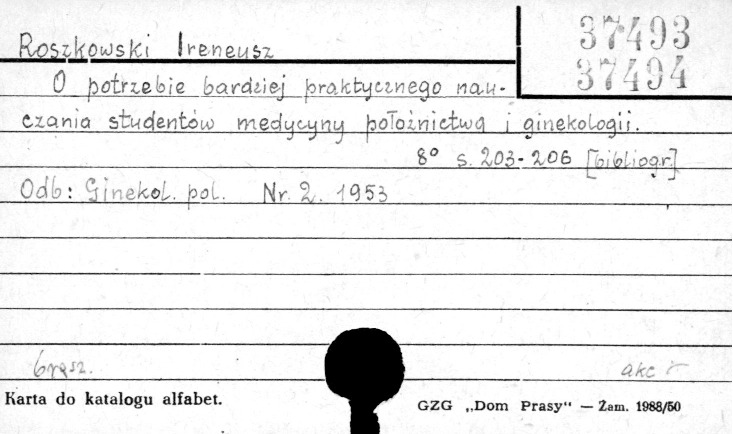 37493
37494
Roszkowski Ireneusz
O potrzebie bardziej praktycznego nau-
czania studentów medycyny położnictwa i ginekologii.
8° s. 203-206 [bibliogr.]
Odb: Ginekol. pol. Nr. 2. 1953
brosz.
akc
Karta do katalogu alfabet.
GZG „Dom Prasy“ — Zam. 1988/50